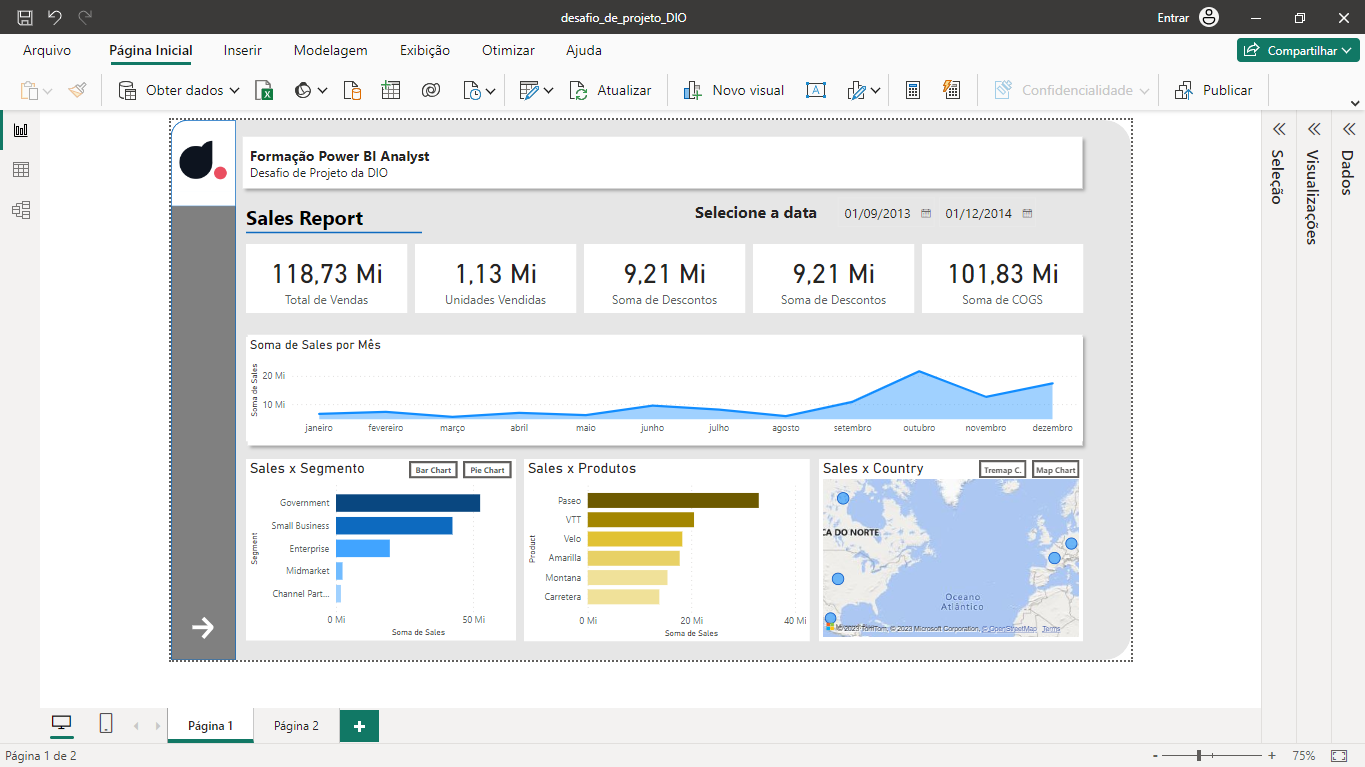 desafio_de_projeto_DIO
Entrar
Arquivo
Página Inicial
Inserir
Modelagem
Exibição
Otimizar
Ajuda
Compartilhar
Obter dados
Atualizar
Novo visual
A
Confidencialidade
Publicar
Formação Power BI Analyst
Desafio de Projeto da DIO
Sales Report
Selecione a data
01/09/2013
01/12/2014
118,73 Mi
Total de Vendas
1,13 Mi
Unidades Vendidas
9,21 Mi
Soma de Descontos
9,21 Mi
Soma de Descontos
101,83 Mi
Soma de COGS
Soma de Sales por Mês
Soma de Sales
20 Mi
10 Mi
janeiro
fevereiro
março
abril
maio
junho
julho
agosto
setembro
outubro
novembro
dezembro
Sales x Segmento
Bar Chart
Pie Chart
Segment
Government
Small Business
Enterprise
Midmarket
Channel Part...
0 Mi
50 Mi
Soma de Sales
Sales x Produtos
Product
Paseo
VTT
Velo
Amarilla
Montana
Carretera
0 Mi
20 Mi
40 Mi
Soma de Sales
Sales x Country
Tremap C.
Map Chart
CA DO NORTE
Oceano
Atlântico
© 2023 TomTom, © 2023 Microsoft Corporation, © OpenStreetMap Terms
Seleção
Visualizações
Dados
Página 1
Página 2
Página 1 de 2
- + 75%